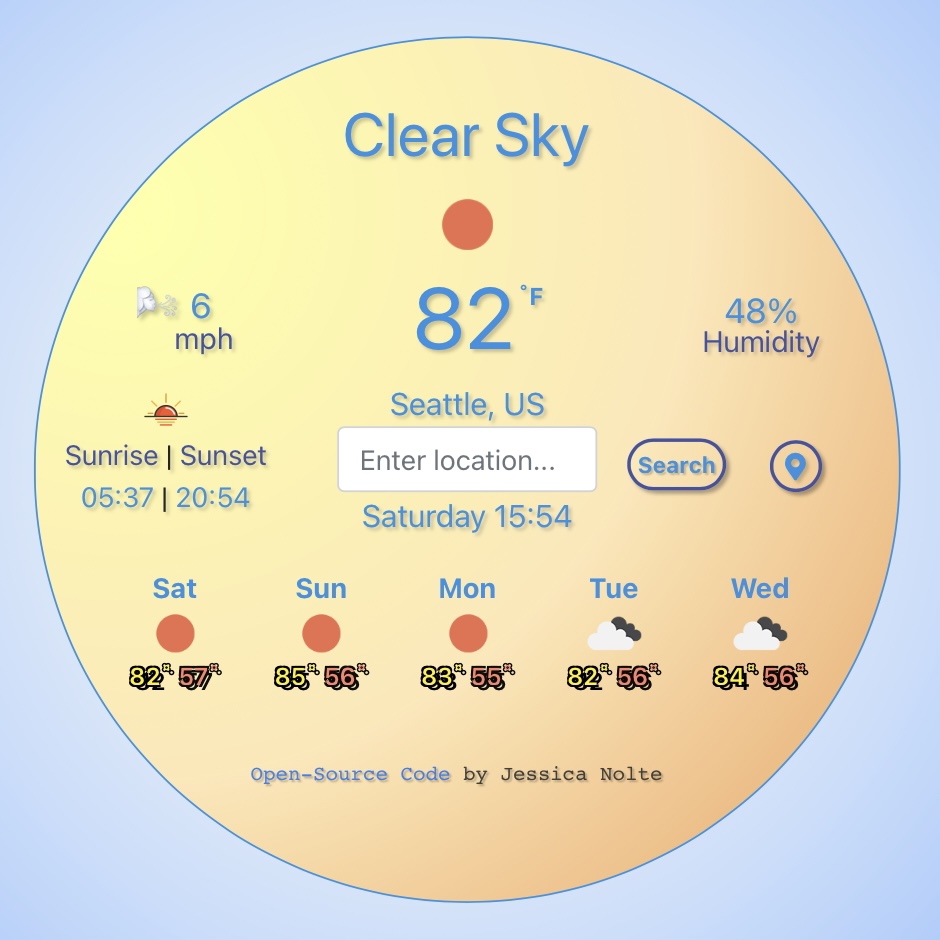 Clear Sky
82°F
6
mph
48%
Humidity
Seattle, US
Sunrise | Sunset
05:37 | 20:54
Enter location...
Search
Saturday 15:54
Sat Sun Mon Tue Wed
82° 57° 85° 56° 83° 55° 82° 56° 84° 56°
Open-Source Code by Jessica Nolte